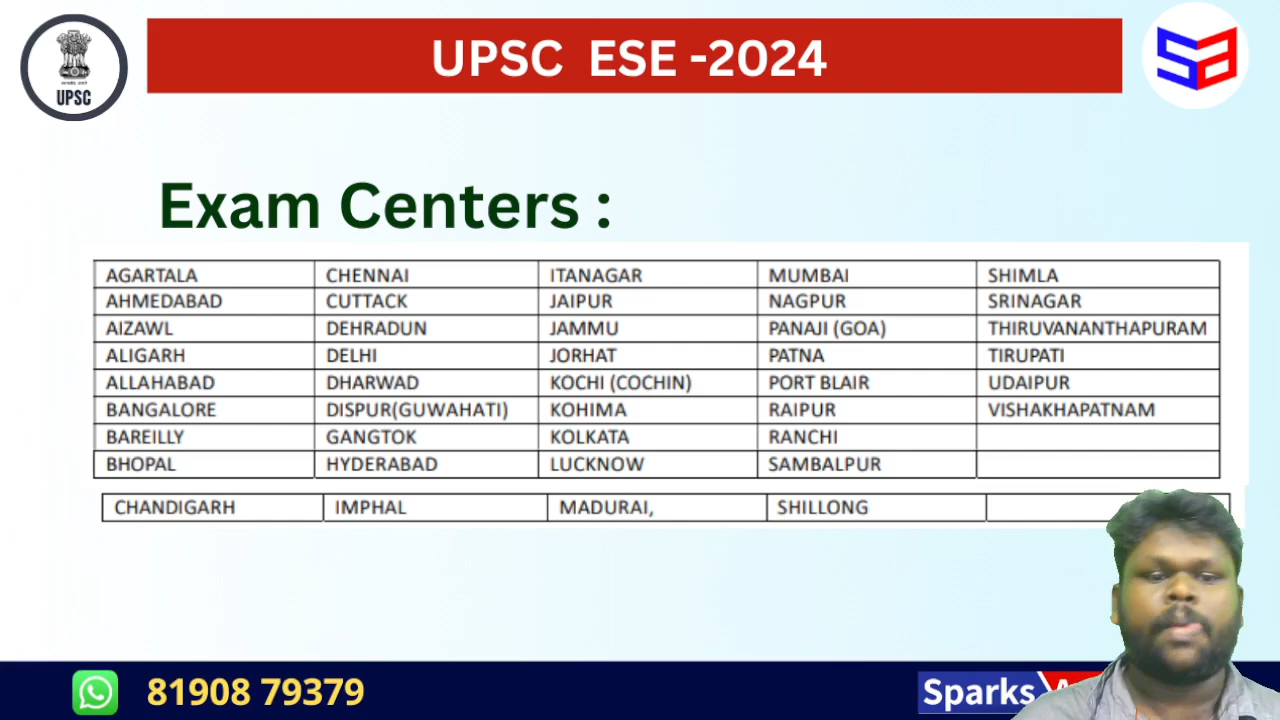 UPSC ESE -2024
UPSC
Exam Centers :
AGARTALA CHENNAI ITANAGAR MUMBAI SHIMLA
AHMEDABAD CUTTACK JAIPUR NAGPUR SRINAGAR
AIZAWL DEHRADUN JAMMU PANAJI (GOA) THIRUVANANTHAPURAM
ALIGARH DELHI JORHAT PATNA TIRUPATI
ALLAHABAD DHARWAD KOCHI (COCHIN) PORT BLAIR UDAIPUR
BANGALORE DISPUR(GUWAHATI) KOHIMA RAIPUR VISHAKHAPATNAM
BAREILLY GANGTOK KOLKATA RANCHI
BHOPAL HYDERABAD LUCKNOW SAMBALPUR
CHANDIGARH IMPHAL MADURAI, SHILLONG
81908 79379
Sparks